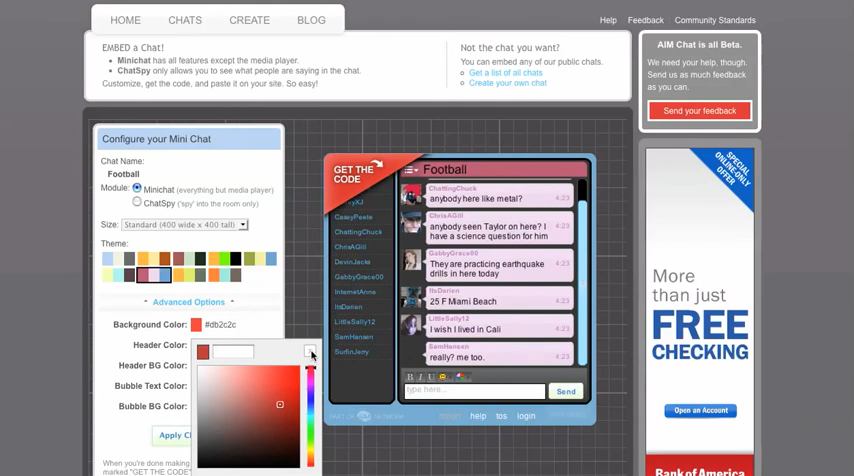 HOME CHATS CREATE BLOG
Help Feedback Community Standards
EMBED a Chat!
Minichat has all features except the media player.
ChatSpy only allows you to see what people are saying in the chat.
Customize, get the code, and paste it on your site. So easy!
Not the chat you want?
You can embed any of our public chats.
Get a list of all chats
Create your own chat
AIM Chat is all Beta.
We need your help, though.
Send us as much feedback
as you can.
Send your feedback
Configure your Mini Chat
Chat Name:
Football
Module: Minichat (everything but media player)
ChatSpy ('spy' into the room only)
Size: Standard (400 wide x 400 tall)
Theme:
Advanced Options
Background Color: #db2c2c
Header Color:
Header BG Color:
Bubble Text Color:
Bubble BG Color:
Apply Ch
When you're done making
marked "GET THE CODE"
GET THE
CODE
Football
CaseyPeele
ChattingChuck
ChrisAGill
DevinJacks
GabbyGrace00
InternetAnne
ItsDarien
LittleSally12
SamHansen
SurfinJerry
ChattingChuck
anybody here like metal? 4:23
ChrisAGill
anybody seen Taylor on here? I
have a science question for him
GabbyGrace00
They are practicing earthquake
drills in here today
ItsDarien
25 F Miami Beach 4:23
LittleSally12
I wish I lived in Cali 4:23
SamHansen
really? me too. 4:23
B I U
type here...
Send
help tos login
SPECIAL
ONLINE-ONLY
OFFER
More
than just
FREE
CHECKING
Open an Account
Bank of America